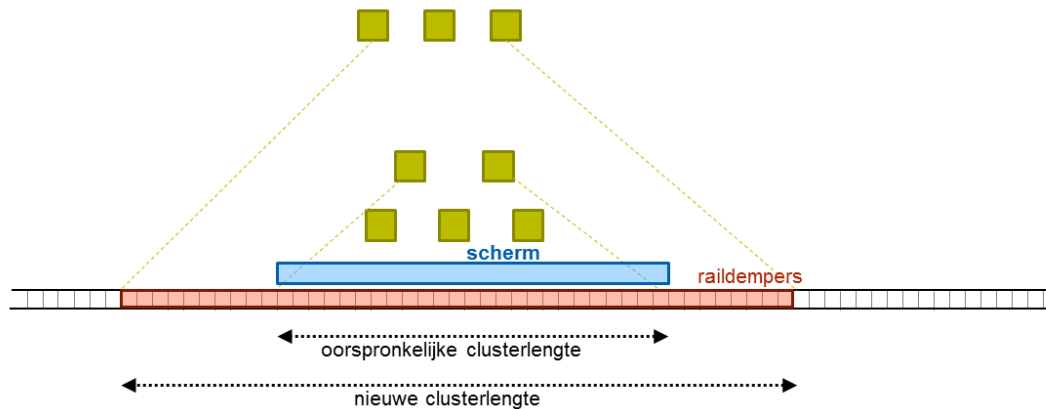 scherm
raildempers
oorspronkelijke clusterlengte
nieuwe clusterlengte